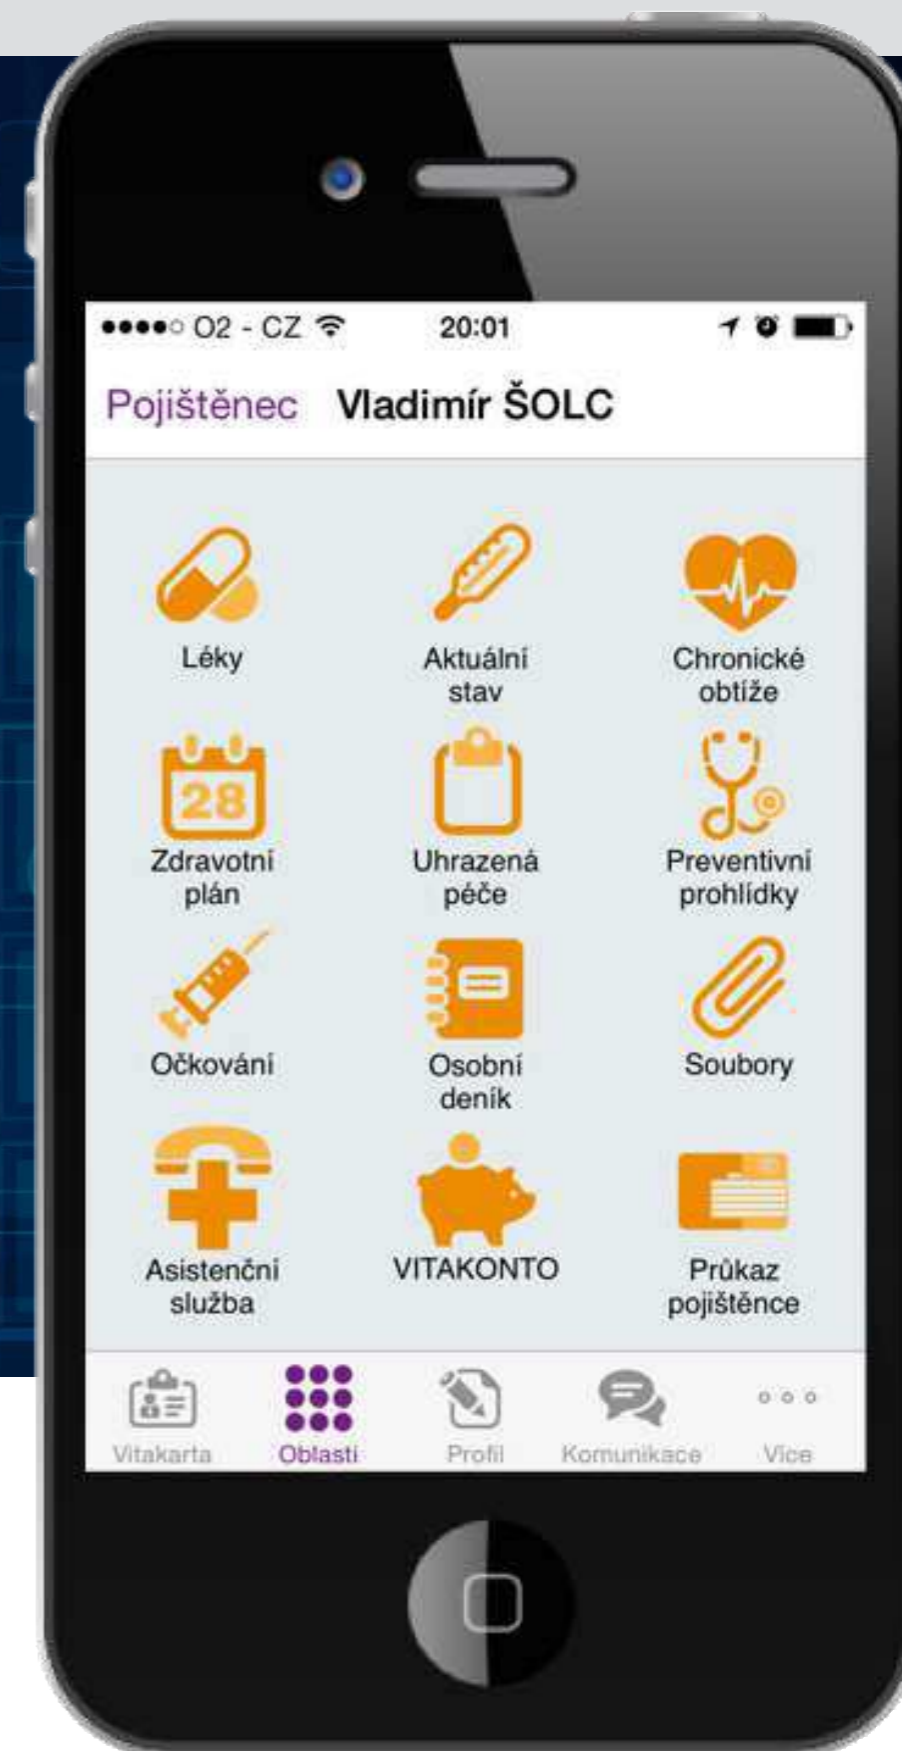 O2 - CZ 20:01
Pojištěnec Vladimír ŠOLC
Léky
Aktuální
stav
Chronické
obtíže
28
Zdravotní
plán
Uhrazená
péče
Preventivní
prohlídky
Očkování
Osobní
deník
Soubory
Asistenční
služba
VITAKONTO
Průkaz
pojištěnce
Vitakarta Oblasti Profil Komunikace Více